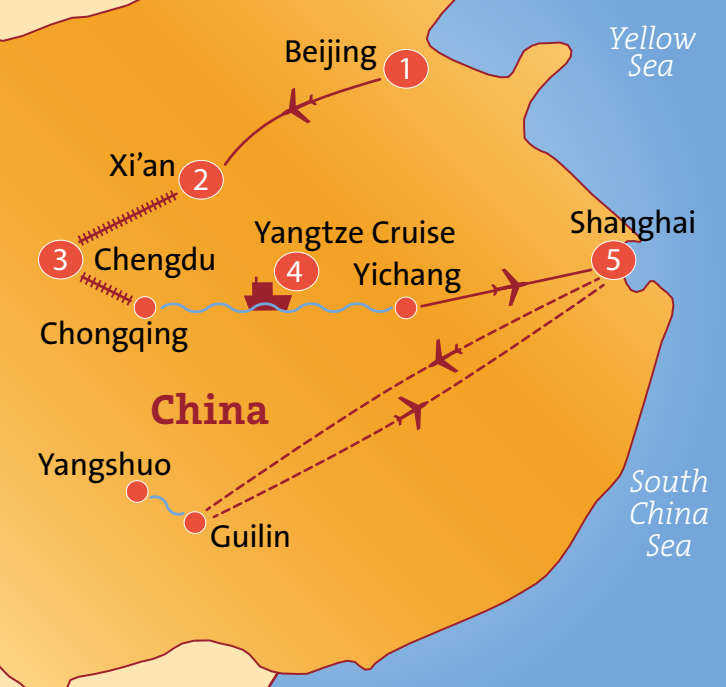 Yellow
Sea
Beijing
1
Xi’an
2
Shanghai
5
Yangtze Cruise
4
3
Chengdu
Yichang
Chongqing
China
Yangshuo
Guilin
South
China
Sea